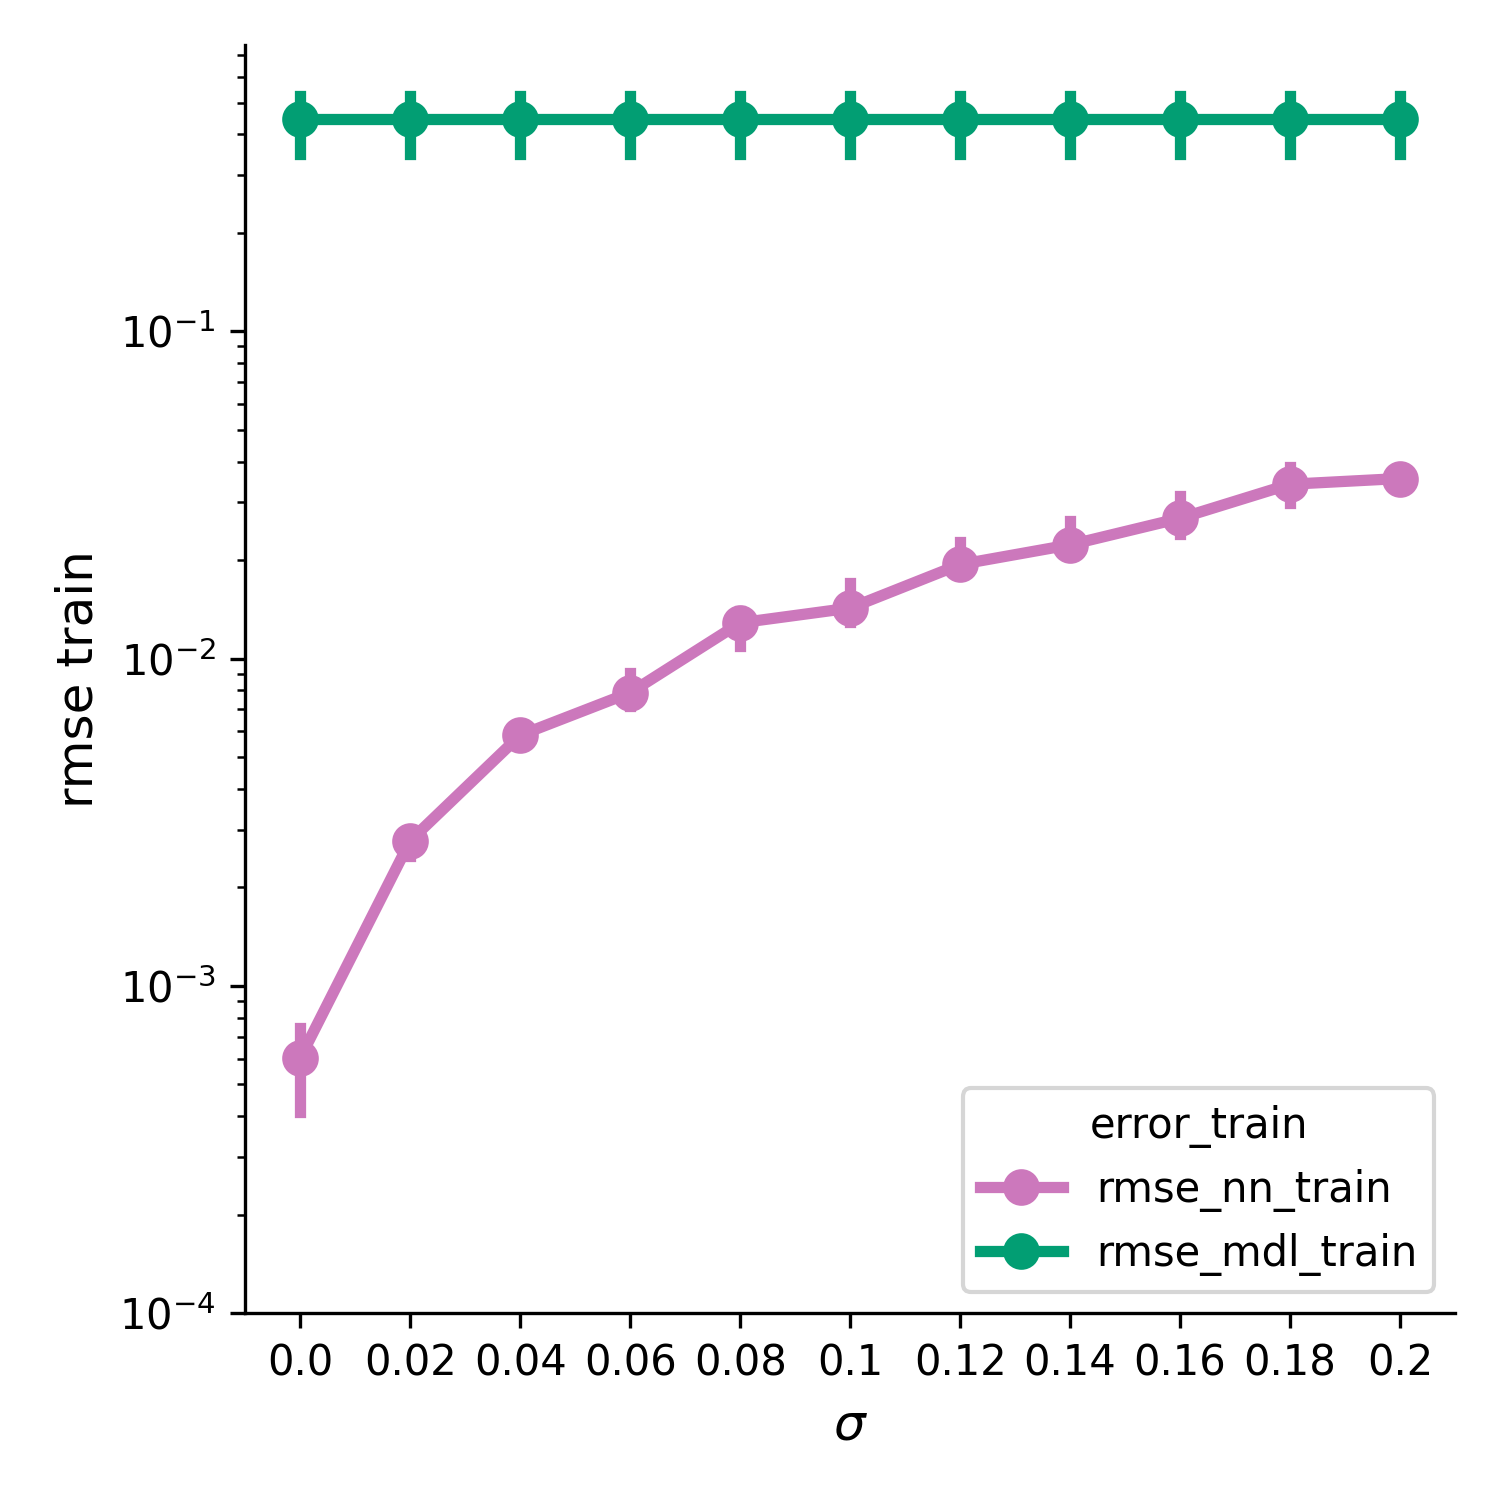 rmse train
10⁻¹
10⁻²
10⁻³
10⁻⁴
0.0 0.02 0.04 0.06 0.08 0.1 0.12 0.14 0.16 0.18 0.2
σ
error_train
rmse_nn_train
rmse_mdl_train